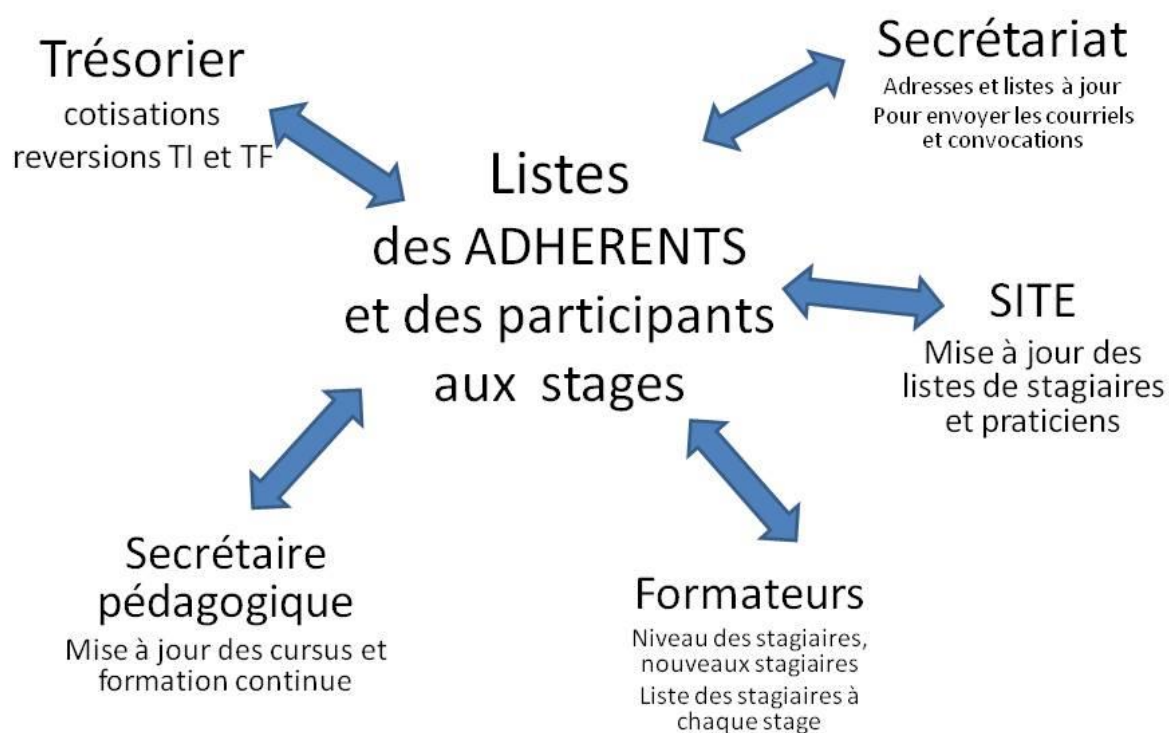 Trésorier
cotisations
reversions TI et TF
Secrétariat
Adresses et listes à jour
Pour envoyer les courriels
et convocations
Listes
des ADHERENTS
et des participants
aux stages
SITE
Mise à jour des
listes de stagiaires
et praticiens
Secrétaire
pédagogique
Mise à jour des cursus et
formation continue
Formateurs
Niveau des stagiaires,
nouveaux stagiaires
Liste des stagiaires à
chaque stage